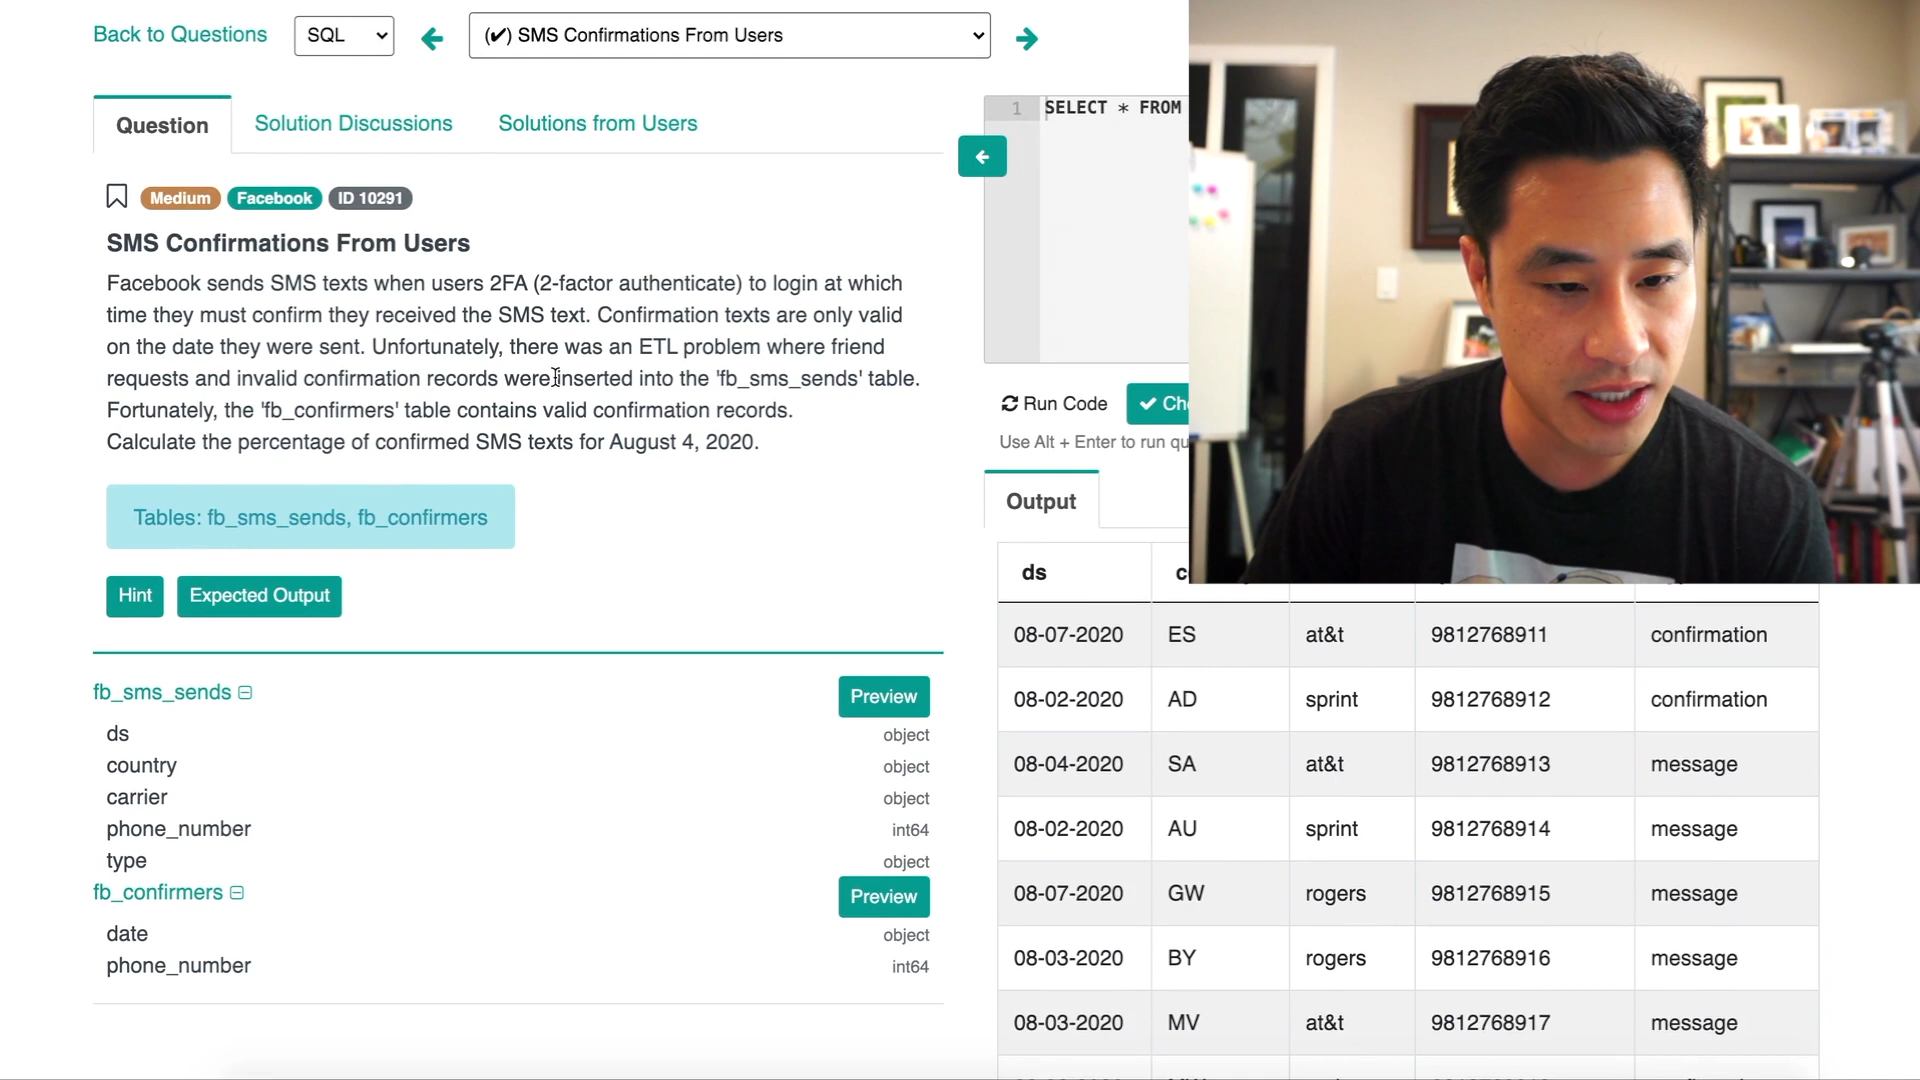 Back to Questions
SQL
(✔) SMS Confirmations From Users
Question
Solution Discussions
Solutions from Users
Medium
Facebook
ID 10291
SMS Confirmations From Users
Facebook sends SMS texts when users 2FA (2-factor authenticate) to login at which
time they must confirm they received the SMS text. Confirmation texts are only valid
on the date they were sent. Unfortunately, there was an ETL problem where friend
requests and invalid confirmation records were inserted into the 'fb_sms_sends' table.
Fortunately, the 'fb_confirmers' table contains valid confirmation records.
Calculate the percentage of confirmed SMS texts for August 4, 2020.
Tables: fb_sms_sends, fb_confirmers
Hint
Expected Output
fb_sms_sends
Preview
ds object
country object
carrier object
phone_number int64
type object
fb_confirmers
Preview
date object
phone_number int64
1 SELECT * FROM
Run Code
Use Alt + Enter to run
Output
ds
08-07-2020 ES at&t 9812768911 confirmation
08-02-2020 AD sprint 9812768912 confirmation
08-04-2020 SA at&t 9812768913 message
08-02-2020 AU sprint 9812768914 message
08-07-2020 GW rogers 9812768915 message
08-03-2020 BY rogers 9812768916 message
08-03-2020 MV at&t 9812768917 message